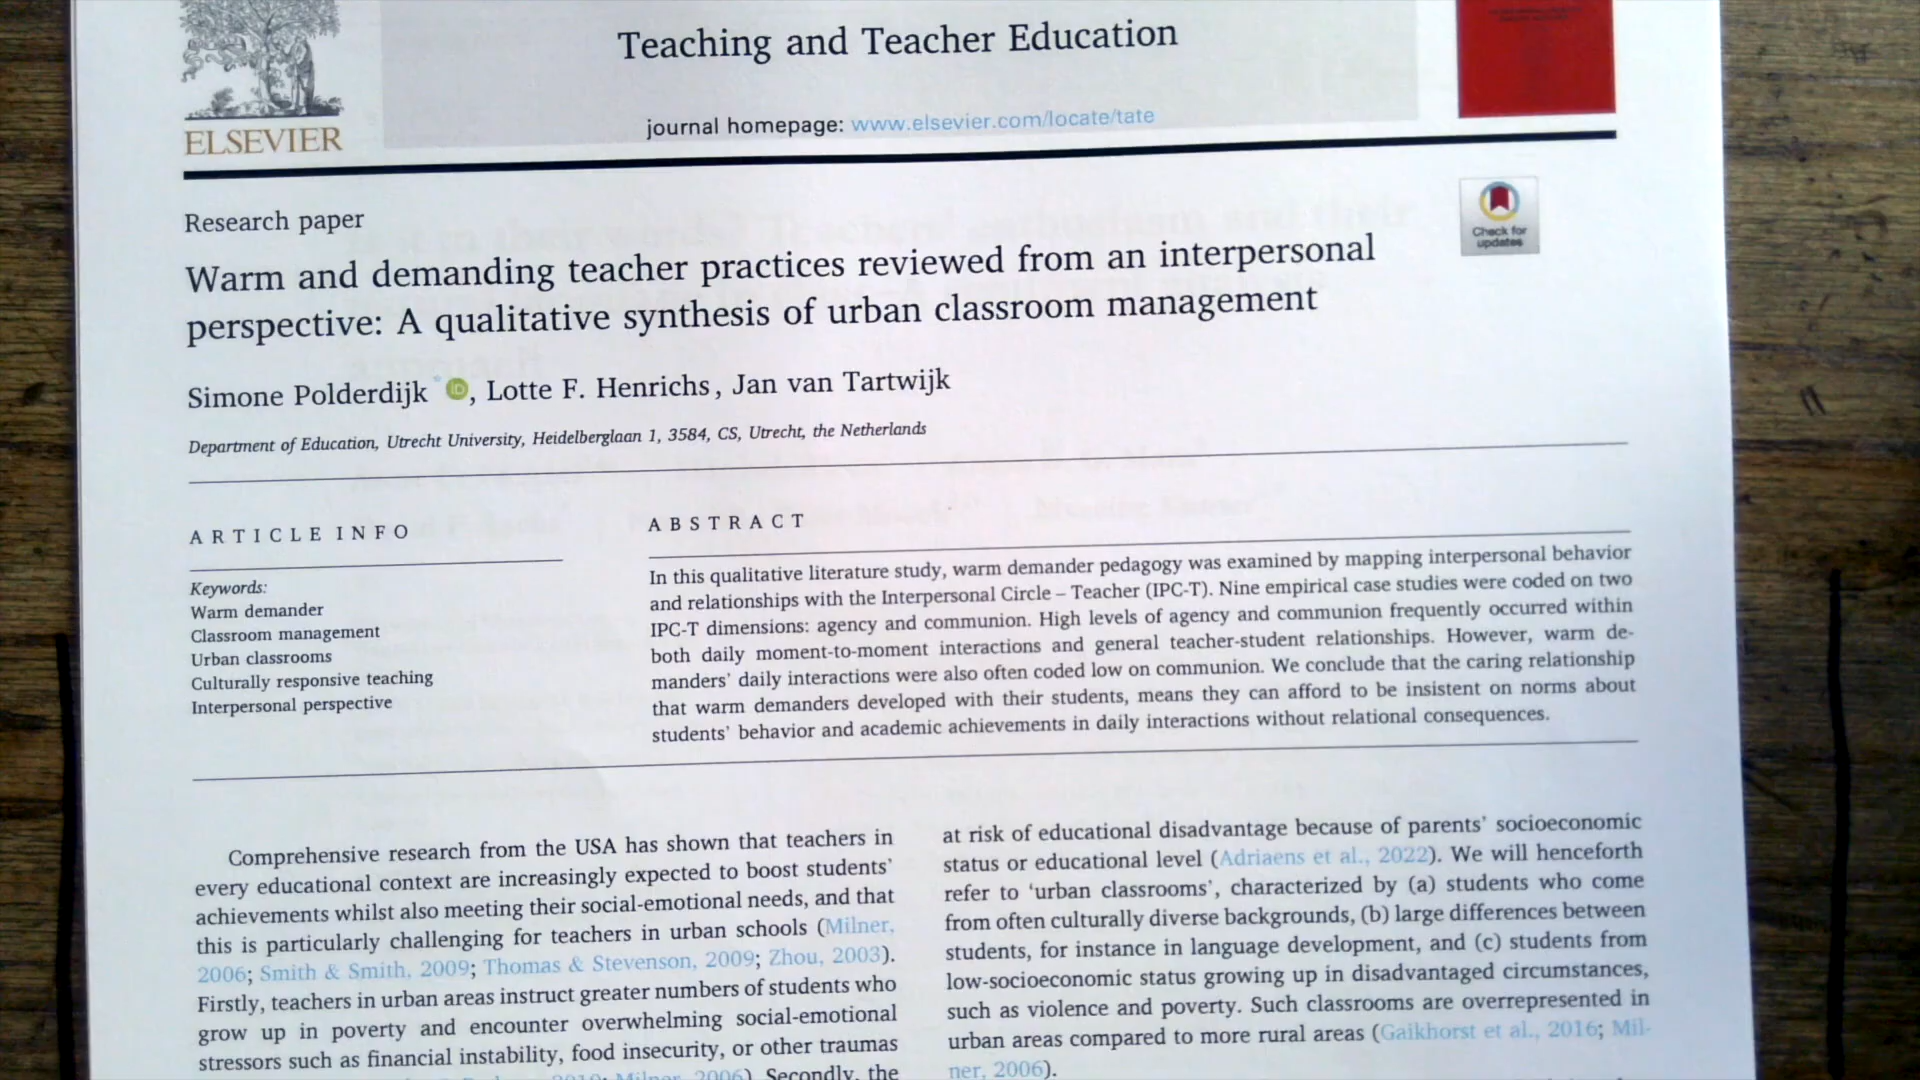 Teaching and Teacher Education
journal homepage: www.elsevier.com/locate/tate
ELSEVIER
Research paper
Check for
updates
Warm and demanding teacher practices reviewed from an interpersonal
perspective: A qualitative synthesis of urban classroom management
Simone Polderdijk *, Lotte F. Henrichs, Jan van Tartwijk
Department of Education, Utrecht University, Heidelberglaan 1, 3584, CS, Utrecht, the Netherlands
ARTICLE INFO
Keywords:
Warm demander
Classroom management
Urban classrooms
Culturally responsive teaching
Interpersonal perspective
ABSTRACT
In this qualitative literature study, warm demander pedagogy was examined by mapping interpersonal behavior
and relationships with the Interpersonal Circle – Teacher (IPC-T). Nine empirical case studies were coded on two
IPC-T dimensions: agency and communion. High levels of agency and communion frequently occurred within
both daily moment-to-moment interactions and general teacher-student relationships. However, warm de-
manders' daily interactions were also often coded low on communion. We conclude that the caring relationship
that warm demanders developed with their students, means they can afford to be insistent on norms about
students' behavior and academic achievements in daily interactions without relational consequences.
Comprehensive research from the USA has shown that teachers in
every educational context are increasingly expected to boost students'
achievements whilst also meeting their social-emotional needs, and that
this is particularly challenging for teachers in urban schools (Milner,
2006; Smith & Smith, 2009; Thomas & Stevenson, 2009; Zhou, 2003).
Firstly, teachers in urban areas instruct greater numbers of students who
grow up in poverty and encounter overwhelming social-emotional
stressors such as financial instability, food insecurity, or other traumas
2010; Milner, 2006). Secondly, the
at risk of educational disadvantage because of parents' socioeconomic
status or educational level (Adriaens et al., 2022). We will henceforth
refer to 'urban classrooms', characterized by (a) students who come
from often culturally diverse backgrounds, (b) large differences between
students, for instance in language development, and (c) students from
low-socioeconomic status growing up in disadvantaged circumstances,
such as violence and poverty. Such classrooms are overrepresented in
urban areas compared to more rural areas (Gaikhorst et al., 2016; Mil-
ner, 2006).